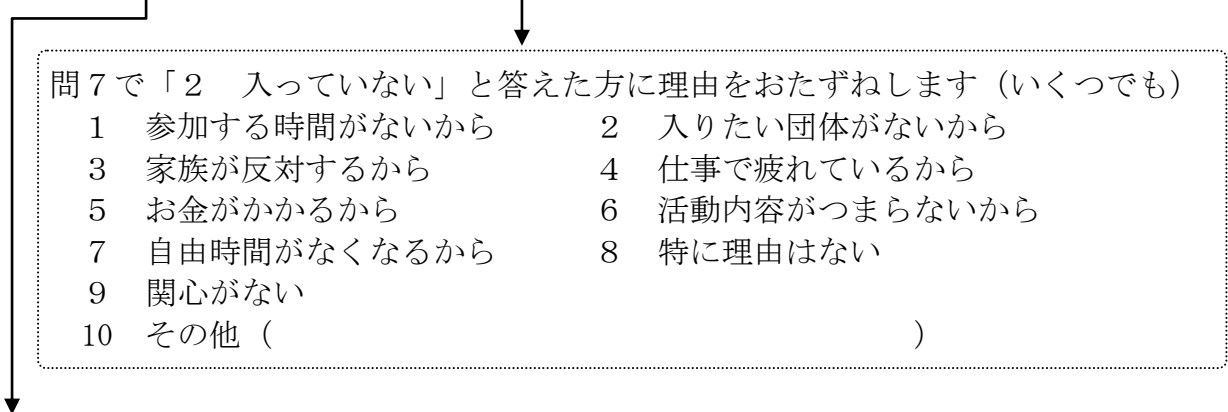 問７で「２　入っていない」と答えた方に理由をおたずねします（いくつでも）
１　参加する時間がないから　　　２　入りたい団体がないから
３　家族が反対するから　　　　　４　仕事で疲れているから
５　お金がかかるから　　　　　　６　活動内容がつまらないから
７　自由時間がなくなるから　　　８　特に理由はない
９　関心がない
10　その他（　　　　　　　　　　　　　　　　　　　）